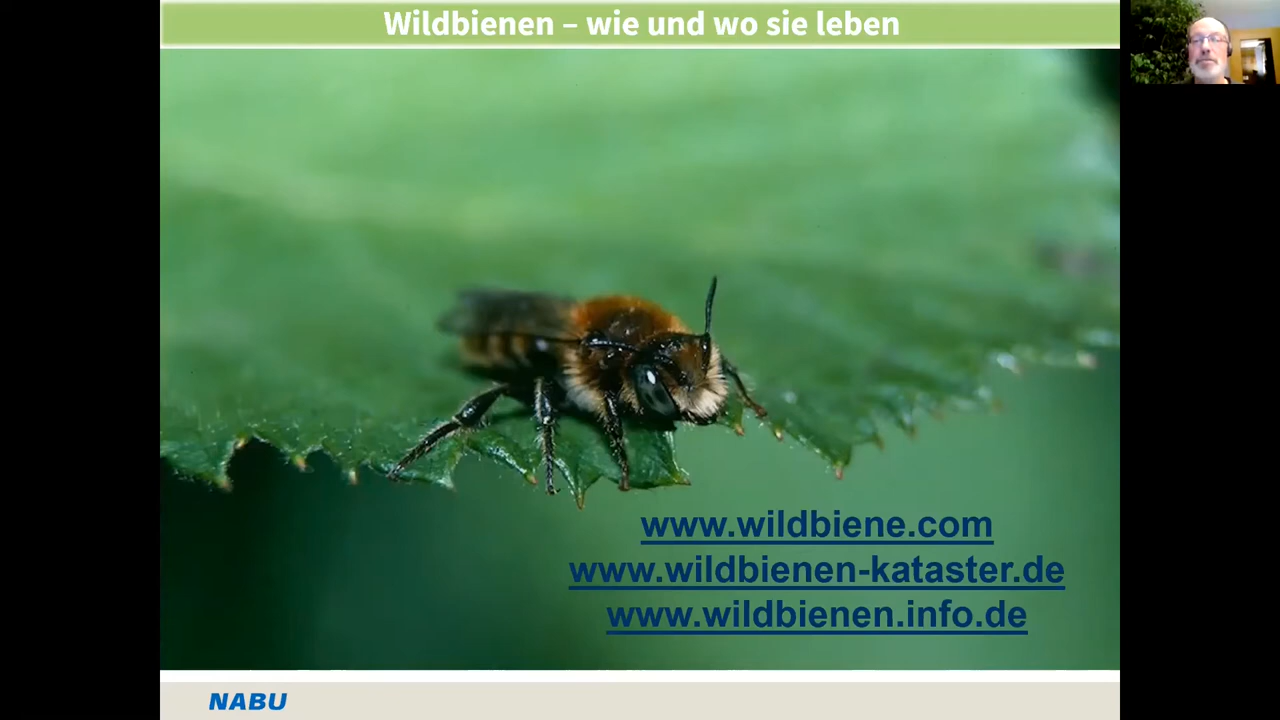 Wildbienen – wie und wo sie leben
www.wildbiene.com
www.wildbienen-kataster.de
www.wildbienen.info.de
NABU